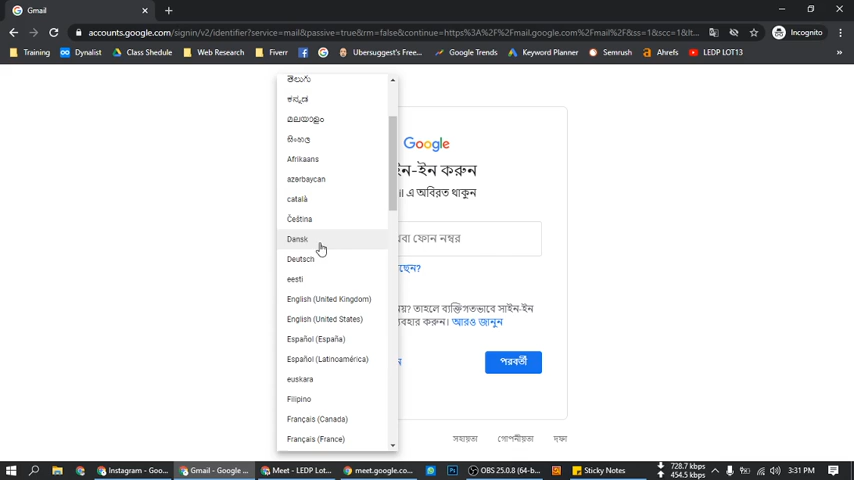 Gmail
accounts.google.com/signin/v2/identifier?service=mail&passive=true&rm=false&continue=https%3A%2F%2Fmail.google.com%2Fmail%2F&ss=1&scc=1&lt...
Incognito
Training
Dynalist
Class Shedule
Web Research
Fiverr
Ubersuggest's Free...
Google Trends
Keyword Planner
Semrush
Ahrefs
LEDP LOT13
»
తెలుగు
ಕನ್ನಡ
മലയാളം
සිංහල
Afrikaans
azərbaycan
català
Čeština
Dansk
Deutsch
eesti
English (United Kingdom)
English (United States)
Español (España)
Español (Latinoamérica)
euskara
Filipino
Français (Canada)
Français (France)
Google
ইন-ইন করুন
এ অবিরত থাকুন
থবা ফোন নম্বর
ছেন?
নয়? তাহলে ব্যক্তিগতভাবে সাইন-ইন
ব্যবহার করুন। আরও জানুন
পরবর্তী
সহায়তা গোপনীয়তা দফা
Instagram - Goo...
Gmail - Google ...
Meet - LEDP Lot...
meet.google.co...
OBS 25.0.8 (64-b...
Sticky Notes
728.7 kbps
454.5 kbps
3:31 PM